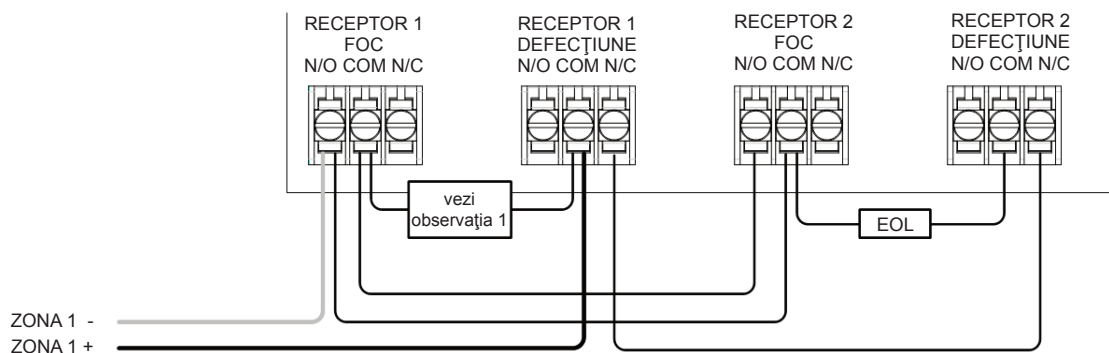 RECEPTOR 1
FOC
N/O COM N/C
RECEPTOR 1
DEFECŢIUNE
N/O COM N/C
RECEPTOR 2
FOC
N/O COM N/C
RECEPTOR 2
DEFECŢIUNE
N/O COM N/C
vezi
observaţia 1
EOL
ZONA 1 -
ZONA 1 +